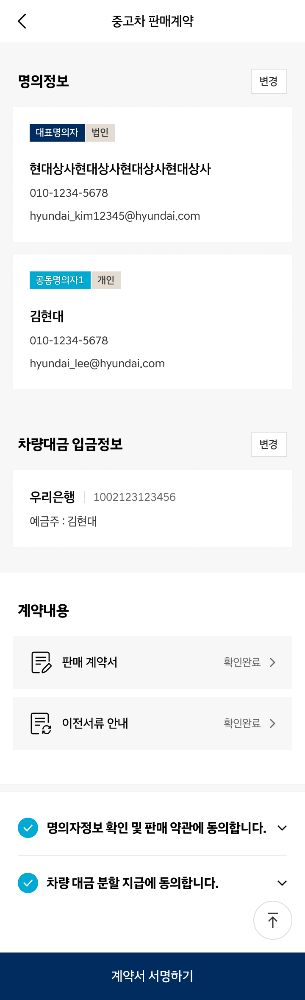 중고차 판매계약
명의정보
변경
대표명의자 법인
현대상사현대상사현대상사현대상사
010-1234-5678
hyundai_kim12345@hyundai.com
공동명의자1 개인
김현대
010-1234-5678
hyundai_lee@hyundai.com
차량대금 입금정보
변경
우리은행 1002123123456
예금주 : 김현대
계약내용
판매 계약서 확인완료
이전서류 안내 확인완료
명의자정보 확인 및 판매 약관에 동의합니다.
차량 대금 분할 지급에 동의합니다.
계약서 서명하기